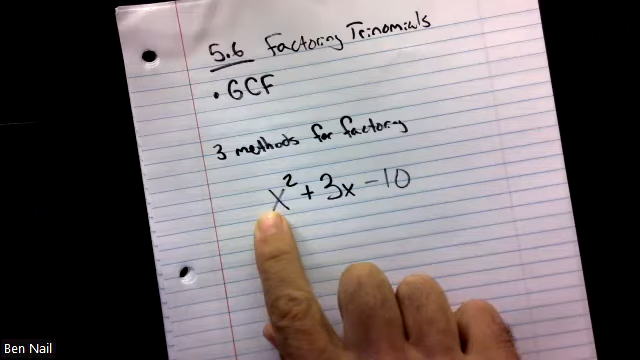 5.6 Factoring Trinomials
• GCF
3 methods for factoring
x² + 3x - 10
Ben Nail